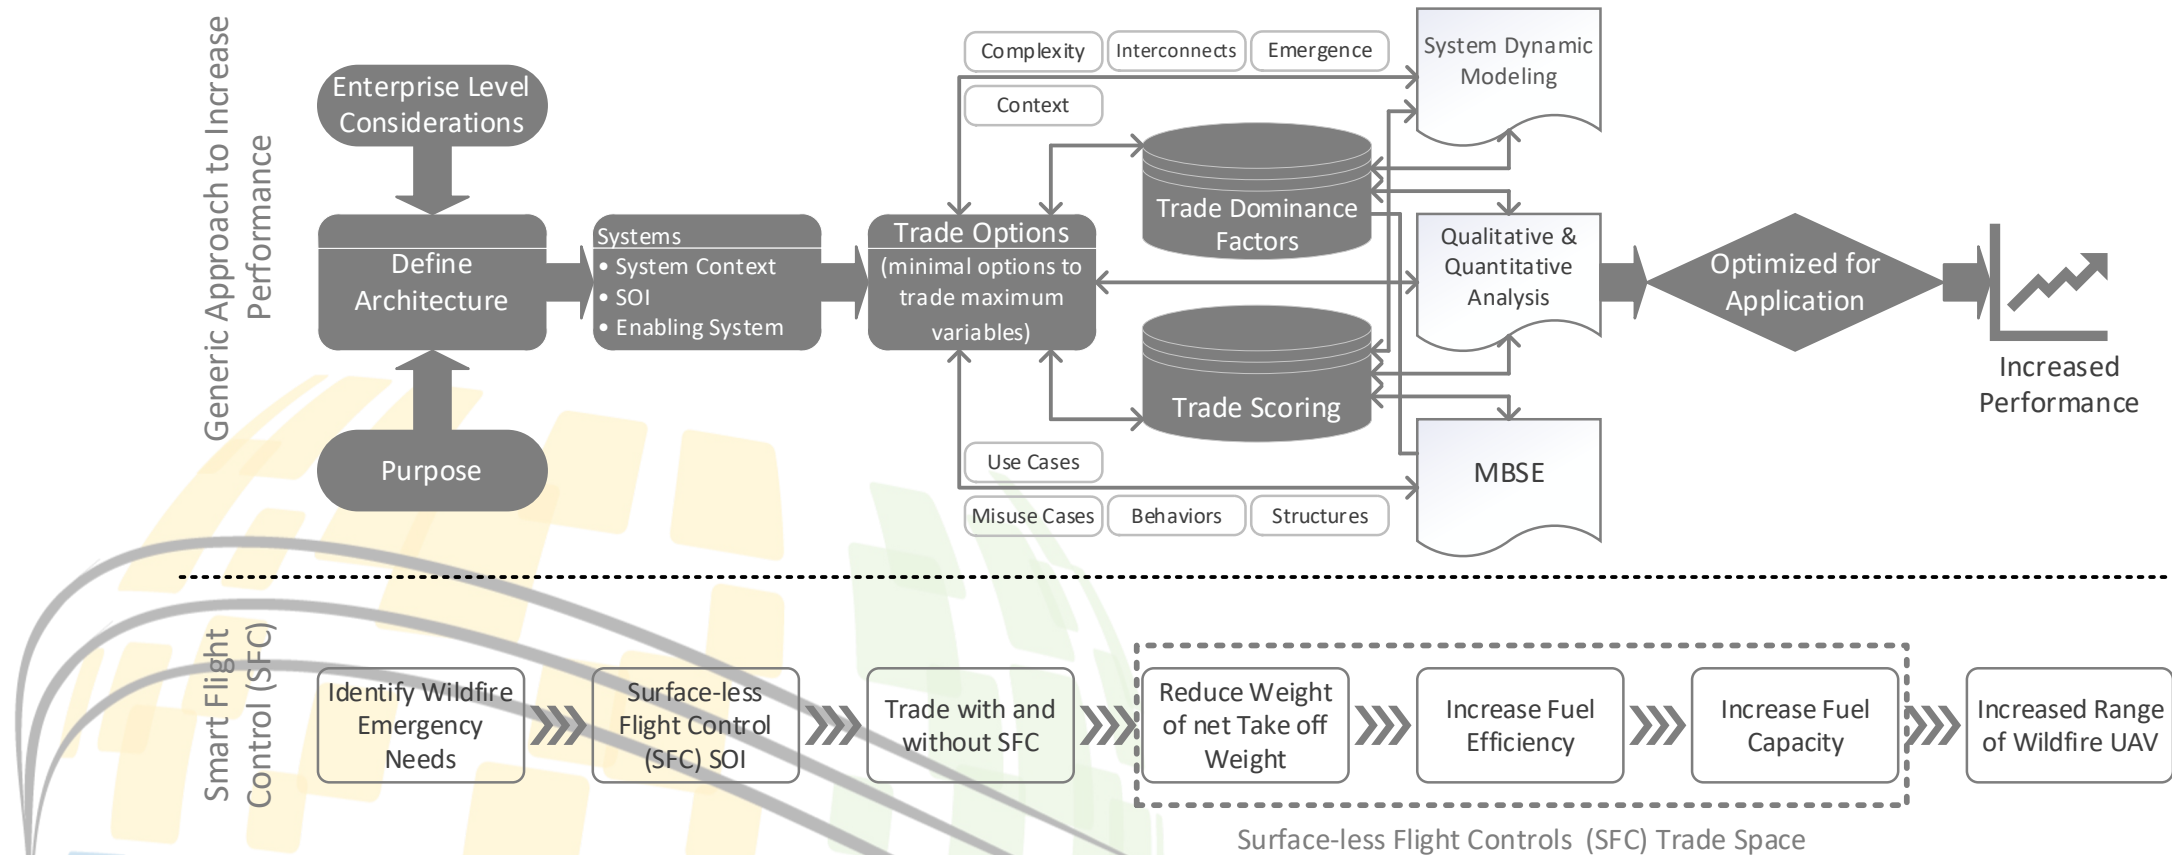 Generic Approach to Increase
Performance
Enterprise Level
Considerations
Define
Architecture
Purpose
Systems
• System Context
• SOI
• Enabling System
Trade Options
(minimal options to
trade maximum
variables)
Complexity
Interconnects
Emergence
Context
Trade Dominance
Factors
Trade Scoring
Use Cases
Misuse Cases
Behaviors
Structures
System Dynamic
Modeling
Qualitative &
Quantitative
Analysis
MBSE
Optimized for
Application
Increased
Performance
Smart Flight
Control (SFC)
Identify Wildfire
Emergency
Needs
Surface-less
Flight Control
(SFC) SOI
Trade with and
without SFC
Reduce Weight
of net Take off
Weight
Increase Fuel
Efficiency
Increase Fuel
Capacity
Increased Range
of Wildfire UAV
Surface-less Flight Controls (SFC) Trade Space